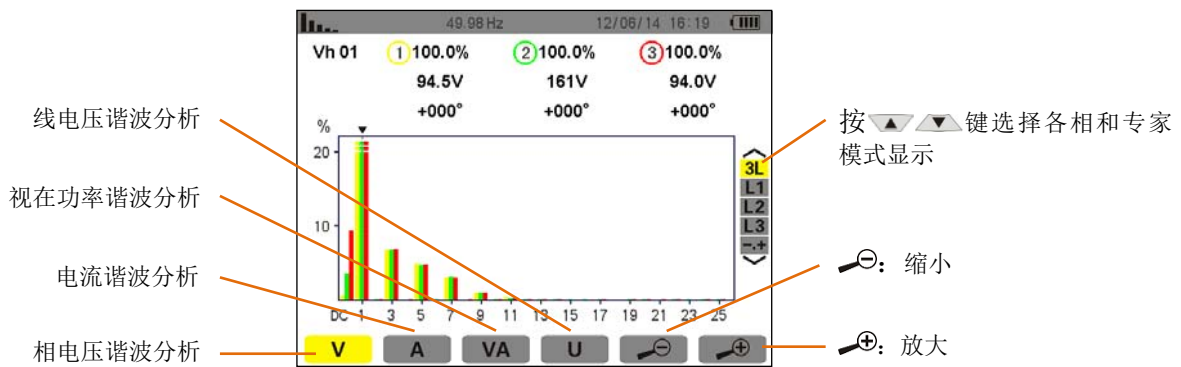 49.98 Hz 12/06/14 16:19
Vh 01 1 100.0% 2 100.0% 3 100.0%
94.5V 161V 94.0V
+000° +000° +000°
%
20
10
DC 1 3 5 7 9 11 13 15 17 19 21 23 25
3L
L1
L2
L3
-.+
V A VA U
线电压谐波分析
视在功率谐波分析
电流谐波分析
相电压谐波分析
按 键选择各相和专家
模式显示
: 缩小
: 放大